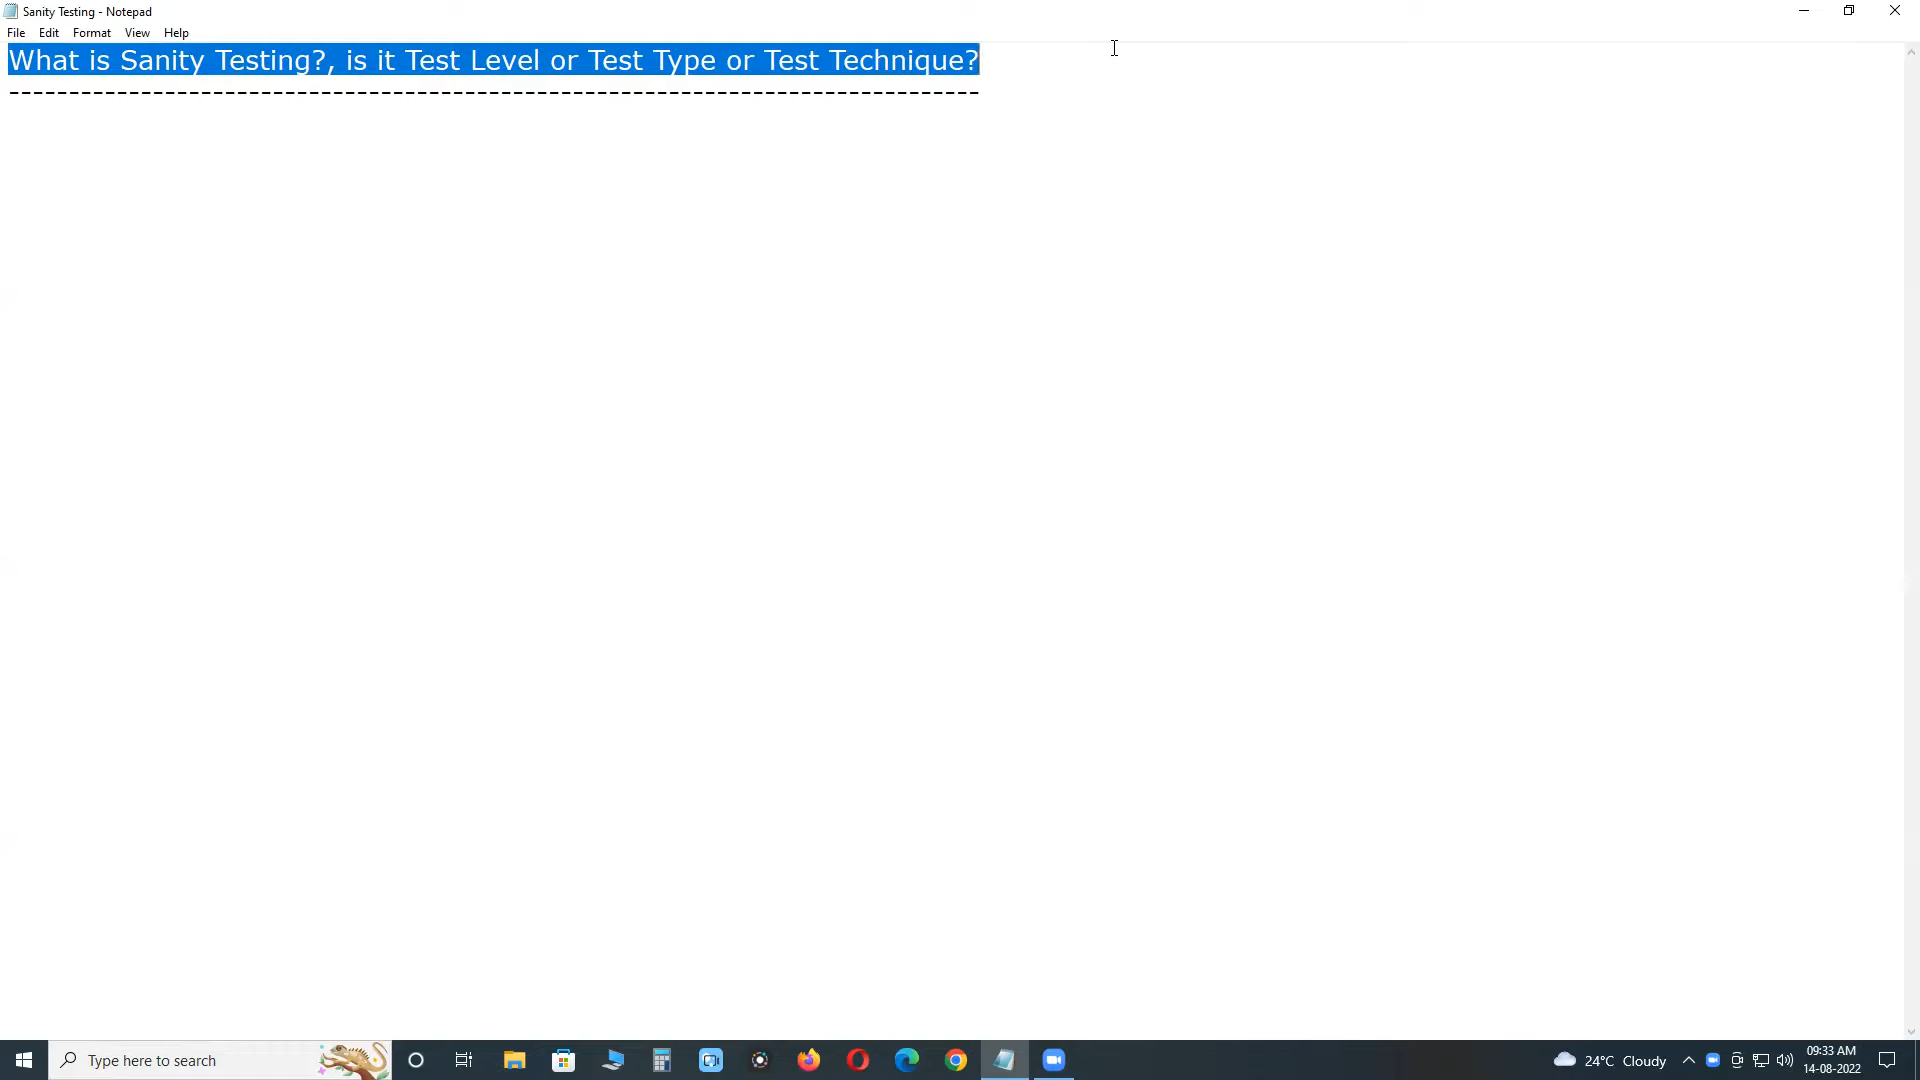 Sanity Testing - Notepad
File Edit Format View Help
What is Sanity Testing?, is it Test Level or Test Type or Test Technique?
---------------------------------------------------------------------------------
Type here to search
24°C Cloudy
09:33 AM
14-08-2022